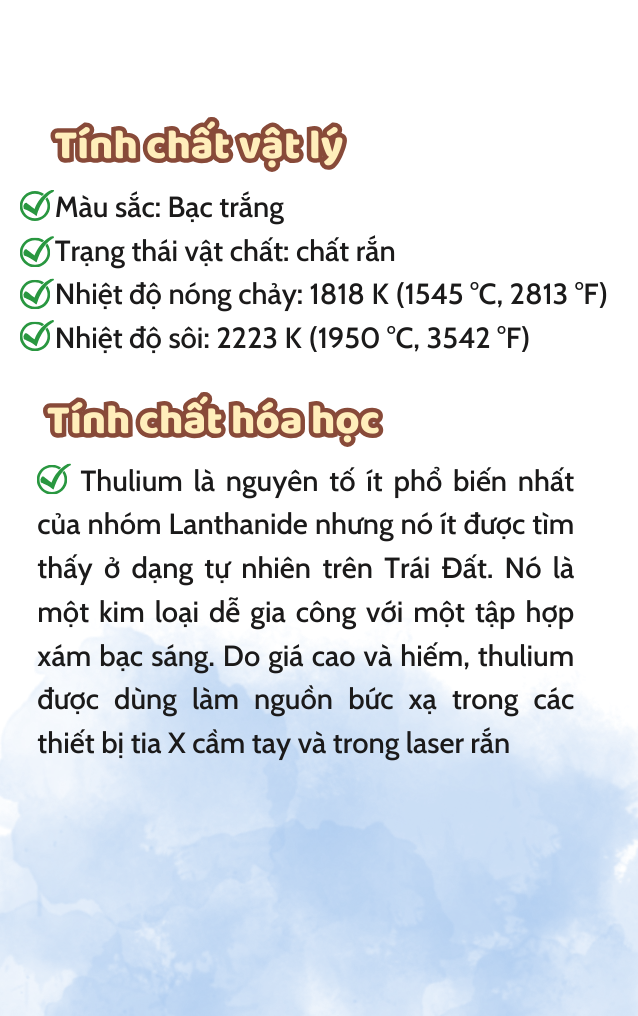 Tính chất vật lý
Màu sắc: Bạc trắng
Trạng thái vật chất: chất rắn
Nhiệt độ nóng chảy: 1818 K (1545 °C, 2813 °F)
Nhiệt độ sôi: 2223 K (1950 °C, 3542 °F)
Tính chất hóa học
Thulium là nguyên tố ít phổ biến nhất
của nhóm Lanthanide nhưng nó ít được tìm
thấy ở dạng tự nhiên trên Trái Đất. Nó là
một kim loại dễ gia công với một tập hợp
xám bạc sáng. Do giá cao và hiếm, thulium
được dùng làm nguồn bức xạ trong các
thiết bị tia X cầm tay và trong laser rắn